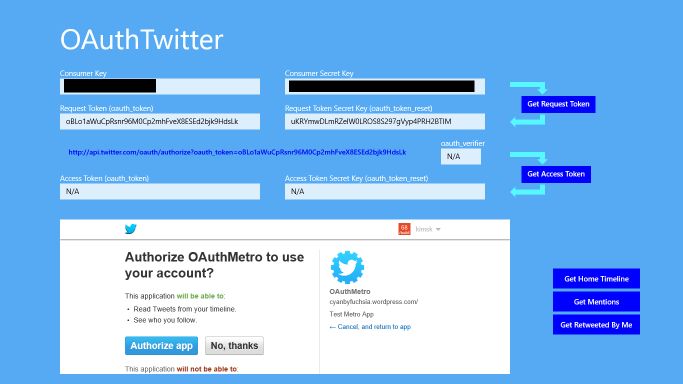 OAuthTwitter
Consumer Key
Consumer Secret Key
Get Request Token
Request Token (oauth_token)
Request Token Secret Key (oauth_token_reset)
oBLo1aWuCpRsnr96M0Cp2mhFveX8ESEd2bjk9HdsLk
uKRYmwDLmRZeIW0LROS8S297gVyp4PRH2BTIM
http://api.twitter.com/oauth/authorize?oauth_token=oBLo1aWuCpRsnr96M0Cp2mhFveX8ESEd2bjk9HdsLk
oauth_verifier
N/A
Get Access Token
Access Token (oauth_token)
Access Token Secret Key (oauth_token_reset)
N/A
N/A
kimsk
Authorize OAuthMetro to use
your account?
This application will be able to:
• Read Tweets from your timeline.
• See who you follow.
Authorize app
No, thanks
This application will not be able to:
OAuthMetro
cyanbyfuchsia.wordpress.com/
Test Metro App
← Cancel, and return to app
Get Home Timeline
Get Mentions
Get Retweeted By Me